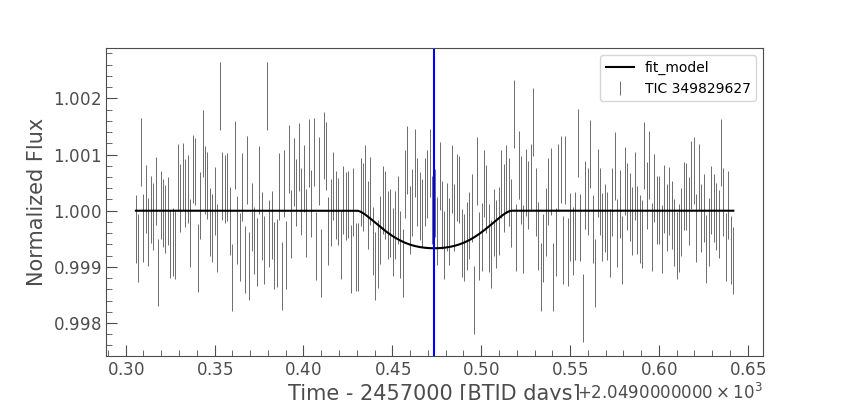 fit_model
TIC 349829627
1.002
1.001
1.000
0.999
0.998
Normalized Flux
0.30 0.35 0.40 0.45 0.50 0.55 0.60 0.65
Time - 2457000 [BTJD days]
+2.0490000000 × 10³